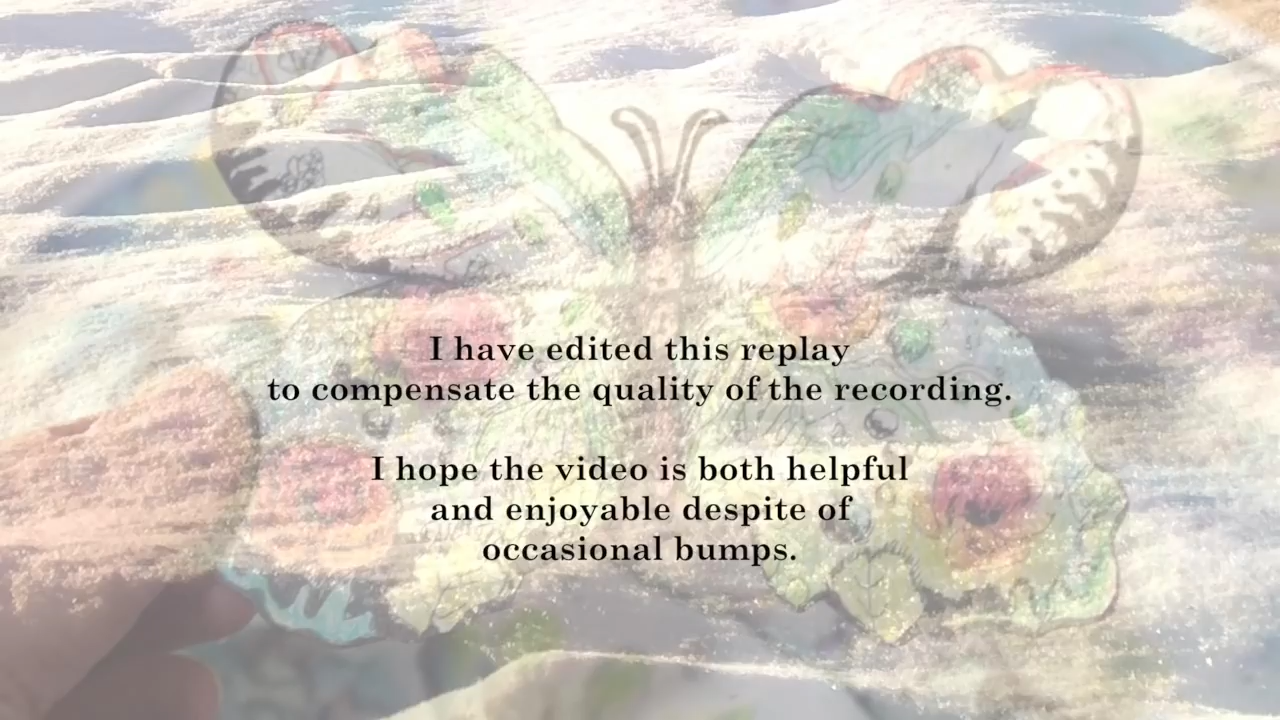 I have edited this replay
to compensate the quality of the recording.
I hope the video is both helpful
and enjoyable despite of
occasional bumps.